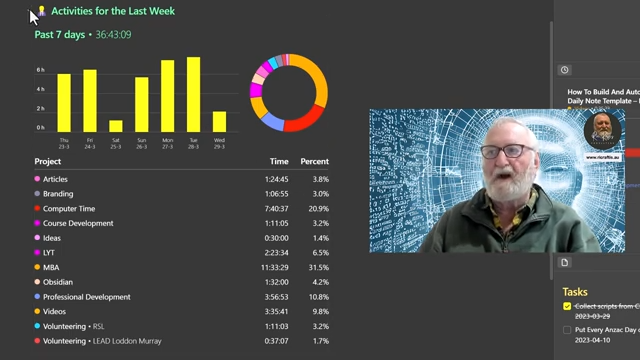 Activities for the Last Week
Past 7 days • 36:43:09
6 h
4 h
2 h
0 h
Thu Fri Sat Sun Mon Tue Wed
23-3 24-3 25-3 26-3 27-3 28-3 29-3
Project Time Percent
Articles 1:24:45 3.8%
Branding 1:06:55 3.0%
Computer Time 7:40:37 20.9%
Course Development 1:11:05 3.2%
Ideas 0:30:00 1.4%
LYT 2:23:34 6.5%
MBA 11:33:29 31.5%
Obsidian 1:32:00 4.2%
Professional Development 3:56:53 10.8%
Videos 3:35:41 9.8%
Volunteering • RSL 1:11:03 3.2%
Volunteering • LEAD Loddon Murray 0:37:07 1.7%
How To Build And Auto
Daily Note Template –
www.ricraftis.au
Tasks
Collect scripts from C
2023-03-29
Put Every Anzac Day
2023-04-10